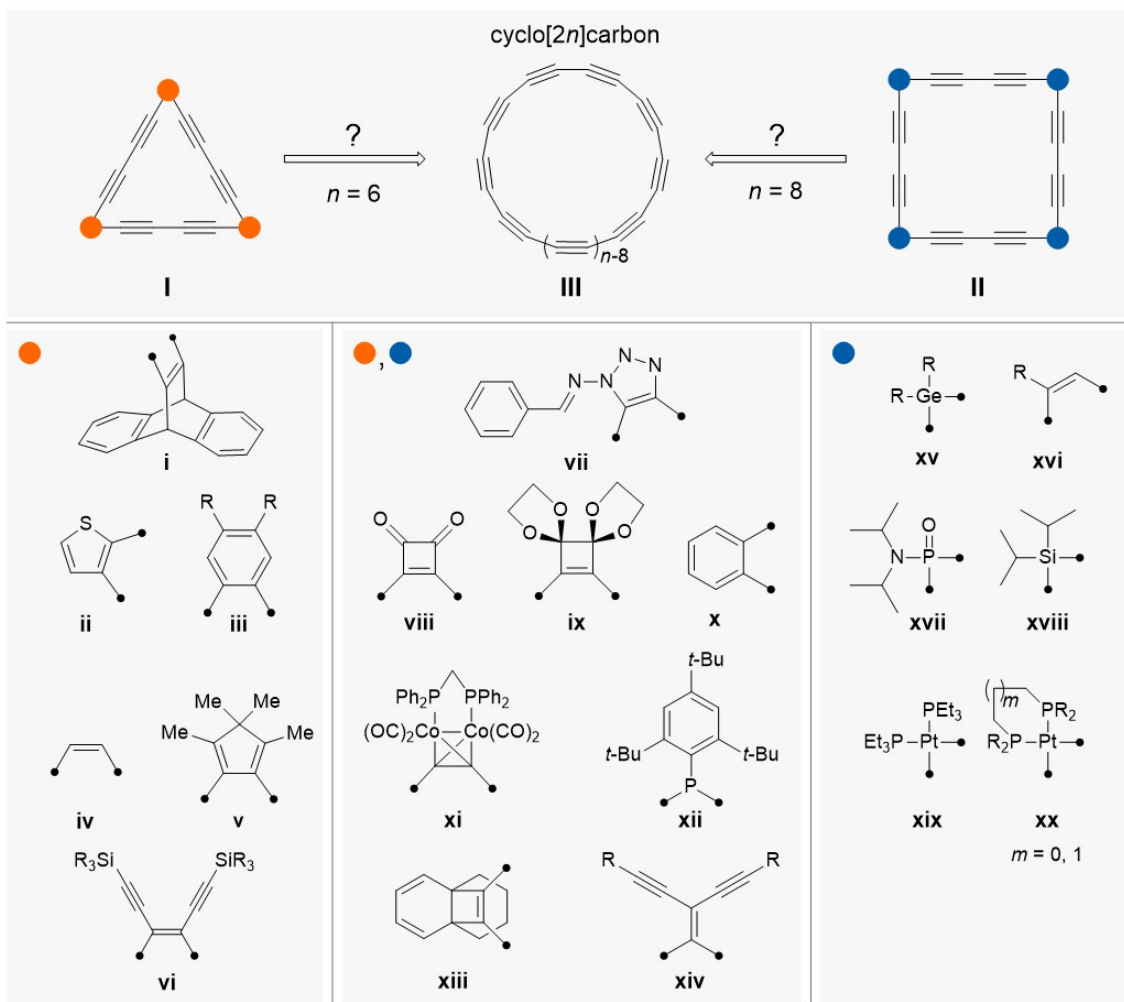 cyclo[2n]carbon
?
n = 6
?
n = 8
n-8
I
III
II
i
S
ii
R R
iii
iv
Me Me
Me Me
v
R3Si SiR3
vi
,
N N
N N N
vii
O O
viii
O O
O O
ix
x
Ph2P PPh2
(OC)2Co Co(CO)2
xi
t-Bu
t-Bu t-Bu
P
xii
xiii
R R
xiv
R
R-Ge
xv
R
xvi
O
N-P
xvii
Si
xviii
PEt3
Et3P-Pt
xix
( )m
PR2
R2P-Pt
xx
m = 0, 1